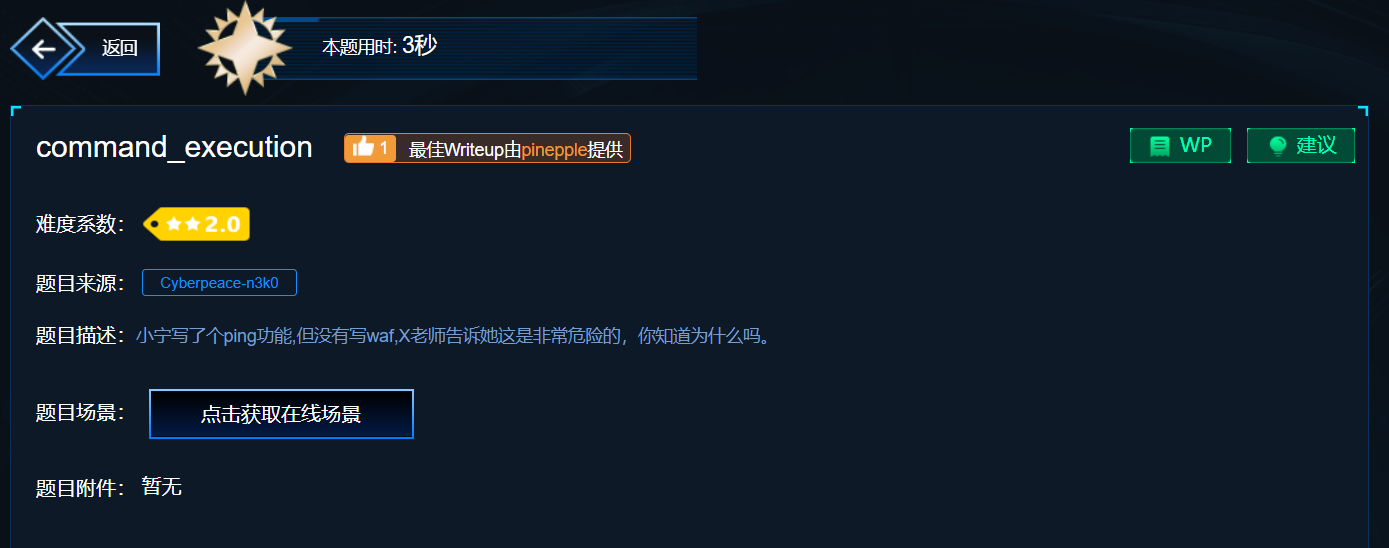 返回
本题用时: 3秒
command_execution
1 最佳Writeup由pinepple提供
WP
建议
难度系数: 2.0
题目来源: Cyberpeace-n3k0
题目描述: 小宁写了个ping功能,但没有写waf,X老师告诉她这是非常危险的，你知道为什么吗。
题目场景: 点击获取在线场景
题目附件: 暂无